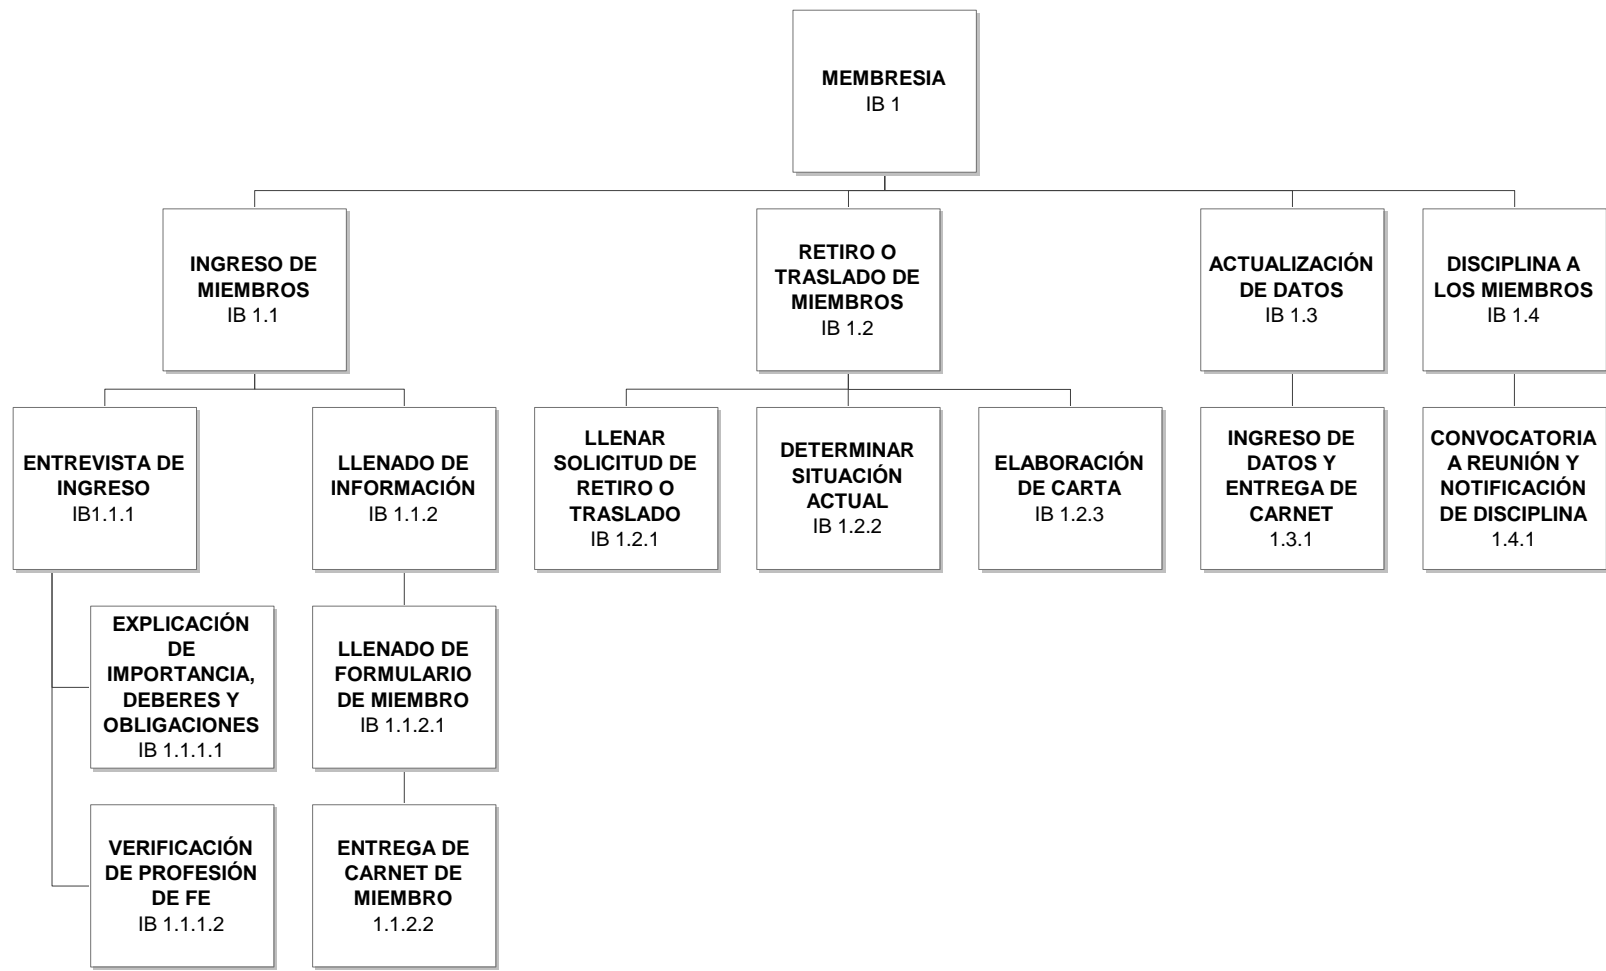 MEMBRESIA
IB 1
INGRESO DE
MIEMBROS
IB 1.1
RETIRO O
TRASLADO DE
MIEMBROS
IB 1.2
ACTUALIZACIÓN
DE DATOS
IB 1.3
DISCIPLINA A
LOS MIEMBROS
IB 1.4
ENTREVISTA DE
INGRESO
IB1.1.1
LLENADO DE
INFORMACIÓN
IB 1.1.2
LLENAR
SOLICITUD DE
RETIRO O
TRASLADO
IB 1.2.1
DETERMINAR
SITUACIÓN
ACTUAL
IB 1.2.2
ELABORACIÓN
DE CARTA
IB 1.2.3
INGRESO DE
DATOS Y
ENTREGA DE
CARNET
1.3.1
CONVOCATORIA
A REUNIÓN Y
NOTIFICACIÓN
DE DISCIPLINA
1.4.1
EXPLICACIÓN
DE
IMPORTANCIA,
DEBERES Y
OBLIGACIONES
IB 1.1.1.1
LLENADO DE
FORMULARIO
DE MIEMBRO
IB 1.1.2.1
VERIFICACIÓN
DE PROFESIÓN
DE FE
IB 1.1.1.2
ENTREGA DE
CARNET DE
MIEMBRO
1.1.2.2